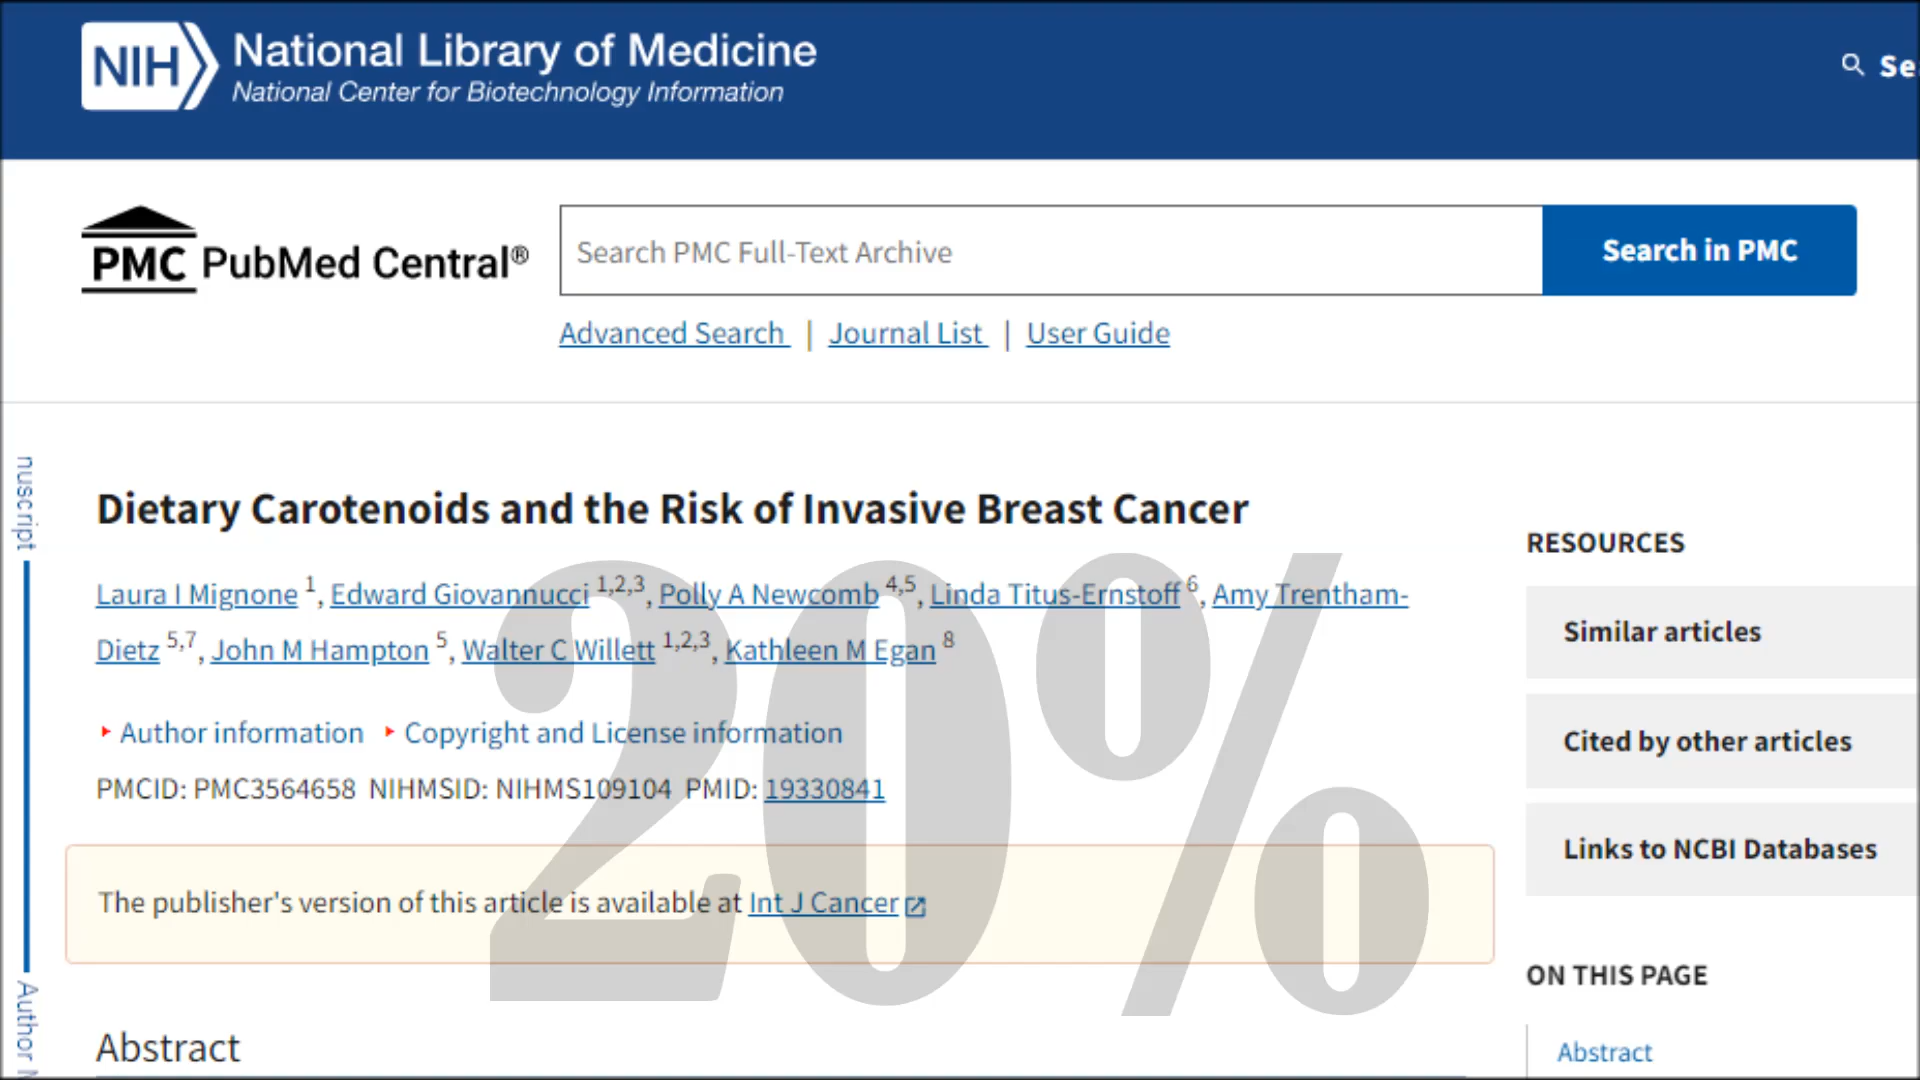 NIH National Library of Medicine
National Center for Biotechnology Information
PMC PubMed Central®
Search PMC Full-Text Archive
Search in PMC
Advanced Search | Journal List | User Guide
nuscript
Author
Dietary Carotenoids and the Risk of Invasive Breast Cancer
Laura I Mignone 1, Edward Giovannucci 1,2,3, Polly A Newcomb 4,5, Linda Titus-Ernstoff 6, Amy Trentham-
Dietz 5,7, John M Hampton 5, Walter C Willett 1,2,3, Kathleen M Egan 8
Author information Copyright and License information
PMCID: PMC3564658 NIHMSID: NIHMS109104 PMID: 19330841
The publisher's version of this article is available at Int J Cancer
20%
Abstract
RESOURCES
Similar articles
Cited by other articles
Links to NCBI Databases
ON THIS PAGE
Abstract